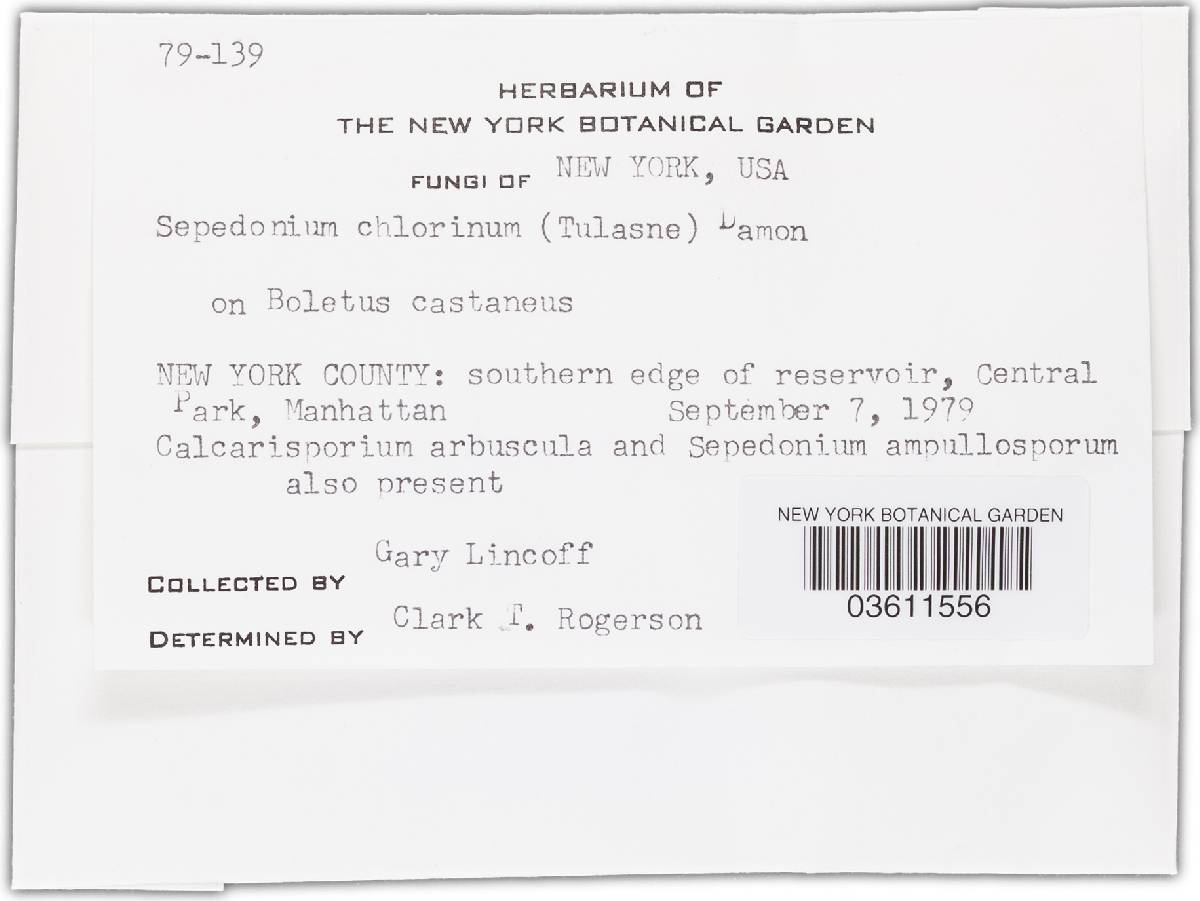 79-139
HERBARIUM OF
THE NEW YORK BOTANICAL GARDEN
FUNGI OF NEW YORK, USA
Sepedonium chlorinum (Tulasne) Damon
on Boletus castaneus
NEW YORK COUNTY: southern edge of reservoir, Central
Park, Manhattan September 7, 1979
Calcarisporium arbuscula and Sepedonium ampullosporum
also present
NEW YORK BOTANICAL GARDEN
03611556
COLLECTED BY Gary Lincoff
DETERMINED BY Clark T. Rogerson